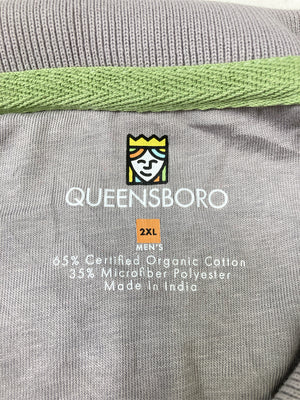 QUEENSBORO
2XL
MEN'S
65% Certified Organic Cotton
35% Microfiber Polyester
Made in India